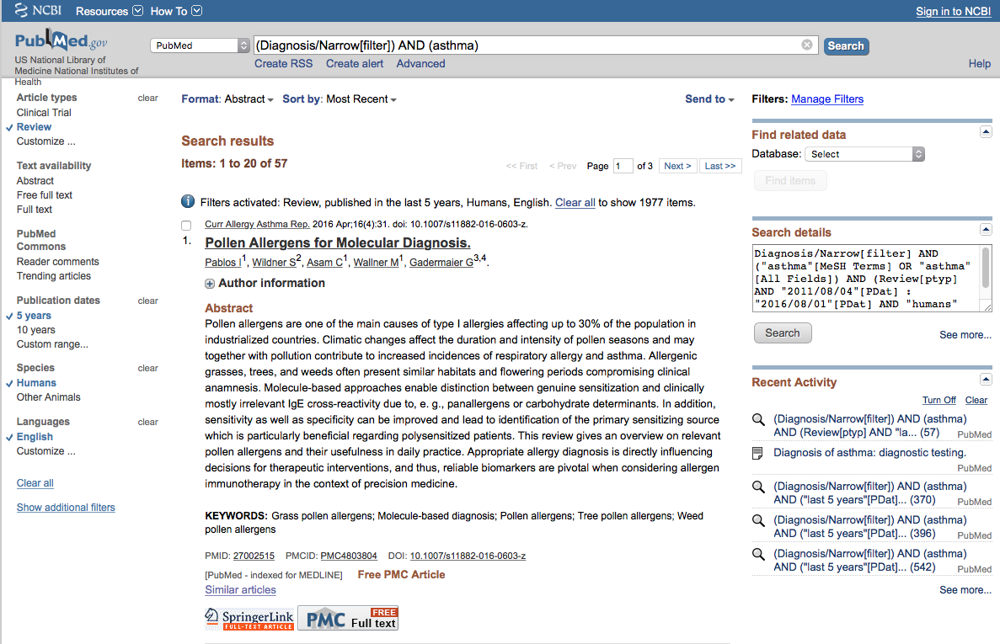 NCBI Resources How To Sign in to NCBI
PubMed.gov
US National Library of
Medicine National Institutes of
Health
PubMed
(Diagnosis/Narrow[filter]) AND (asthma)
Search
Create RSS Create alert Advanced
Help
Article types clear
Clinical Trial
Review
Customize ...
Text availability
Abstract
Free full text
Full text
PubMed
Commons
Reader comments
Trending articles
Publication dates clear
5 years
10 years
Custom range...
Species clear
Humans
Other Animals
Languages clear
English
Customize ...
Clear all
Show additional filters
Format: Abstract Sort by: Most Recent Send to
Search results
Items: 1 to 20 of 57
<< First < Prev Page 1 of 3 Next > Last >>
Filters activated: Review, published in the last 5 years, Humans, English. Clear all to show 1977 items.
Curr Allergy Asthma Rep. 2016 Apr;16(4):31. doi: 10.1007/s11882-016-0603-z.
1. Pollen Allergens for Molecular Diagnosis.
Pablos I1, Wildner S2, Asam C1, Wallner M1, Gadermaier G3,4.
Author information
Abstract
Pollen allergens are one of the main causes of type I allergies affecting up to 30% of the population in
industrialized countries. Climatic changes affect the duration and intensity of pollen seasons and may
together with pollution contribute to increased incidences of respiratory allergy and asthma. Allergenic
grasses, trees, and weeds often present similar habitats and flowering periods compromising clinical
anamnesis. Molecule-based approaches enable distinction between genuine sensitization and clinically
mostly irrelevant IgE cross-reactivity due to, e. g., panallergens or carbohydrate determinants. In addition,
sensitivity as well as specificity can be improved and lead to identification of the primary sensitizing source
which is particularly beneficial regarding polysensitized patients. This review gives an overview on relevant
pollen allergens and their usefulness in daily practice. Appropriate allergy diagnosis is directly influencing
decisions for therapeutic interventions, and thus, reliable biomarkers are pivotal when considering allergen
immunotherapy in the context of precision medicine.
KEYWORDS: Grass pollen allergens; Molecule-based diagnosis; Pollen allergens; Tree pollen allergens; Weed
pollen allergens
PMID: 27002515 PMCID: PMC4803804 DOI: 10.1007/s11882-016-0603-z
[PubMed - indexed for MEDLINE] Free PMC Article
Similar articles
SpringerLink
FULL-TEXT ARTICLE
PMC FREE
Full text
Filters: Manage Filters
Find related data
Database: Select
Find items
Search details
Diagnosis/Narrow[filter] AND
("asthma"[MeSH Terms] OR "asthma"
[All Fields]) AND (Review[ptyp]
AND "2011/08/04"[PDat] :
"2016/08/01"[PDat] AND "humans"
Search
See more...
Recent Activity
Turn Off Clear
(Diagnosis/Narrow[filter]) AND (asthma)
AND (Review[ptyp] AND "la... (57) PubMed
Diagnosis of asthma: diagnostic testing.
PubMed
(Diagnosis/Narrow[filter]) AND (asthma)
AND ("last 5 years"[PDat]... (370) PubMed
(Diagnosis/Narrow[filter]) AND (asthma)
AND ("last 5 years"[PDat]... (396) PubMed
(Diagnosis/Narrow[filter]) AND (asthma)
AND ("last 5 years"[PDat]... (542) PubMed
See more...